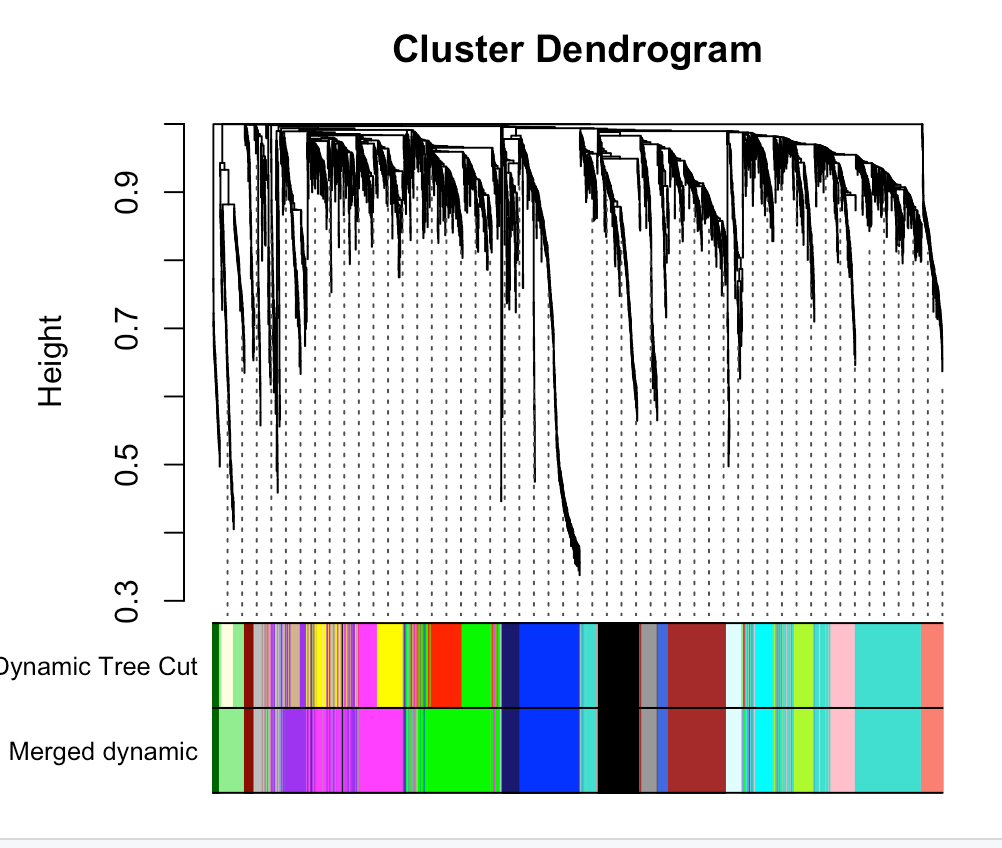 Cluster Dendrogram
Height
0.9
0.7
0.5
0.3
Dynamic Tree Cut
Merged dynamic